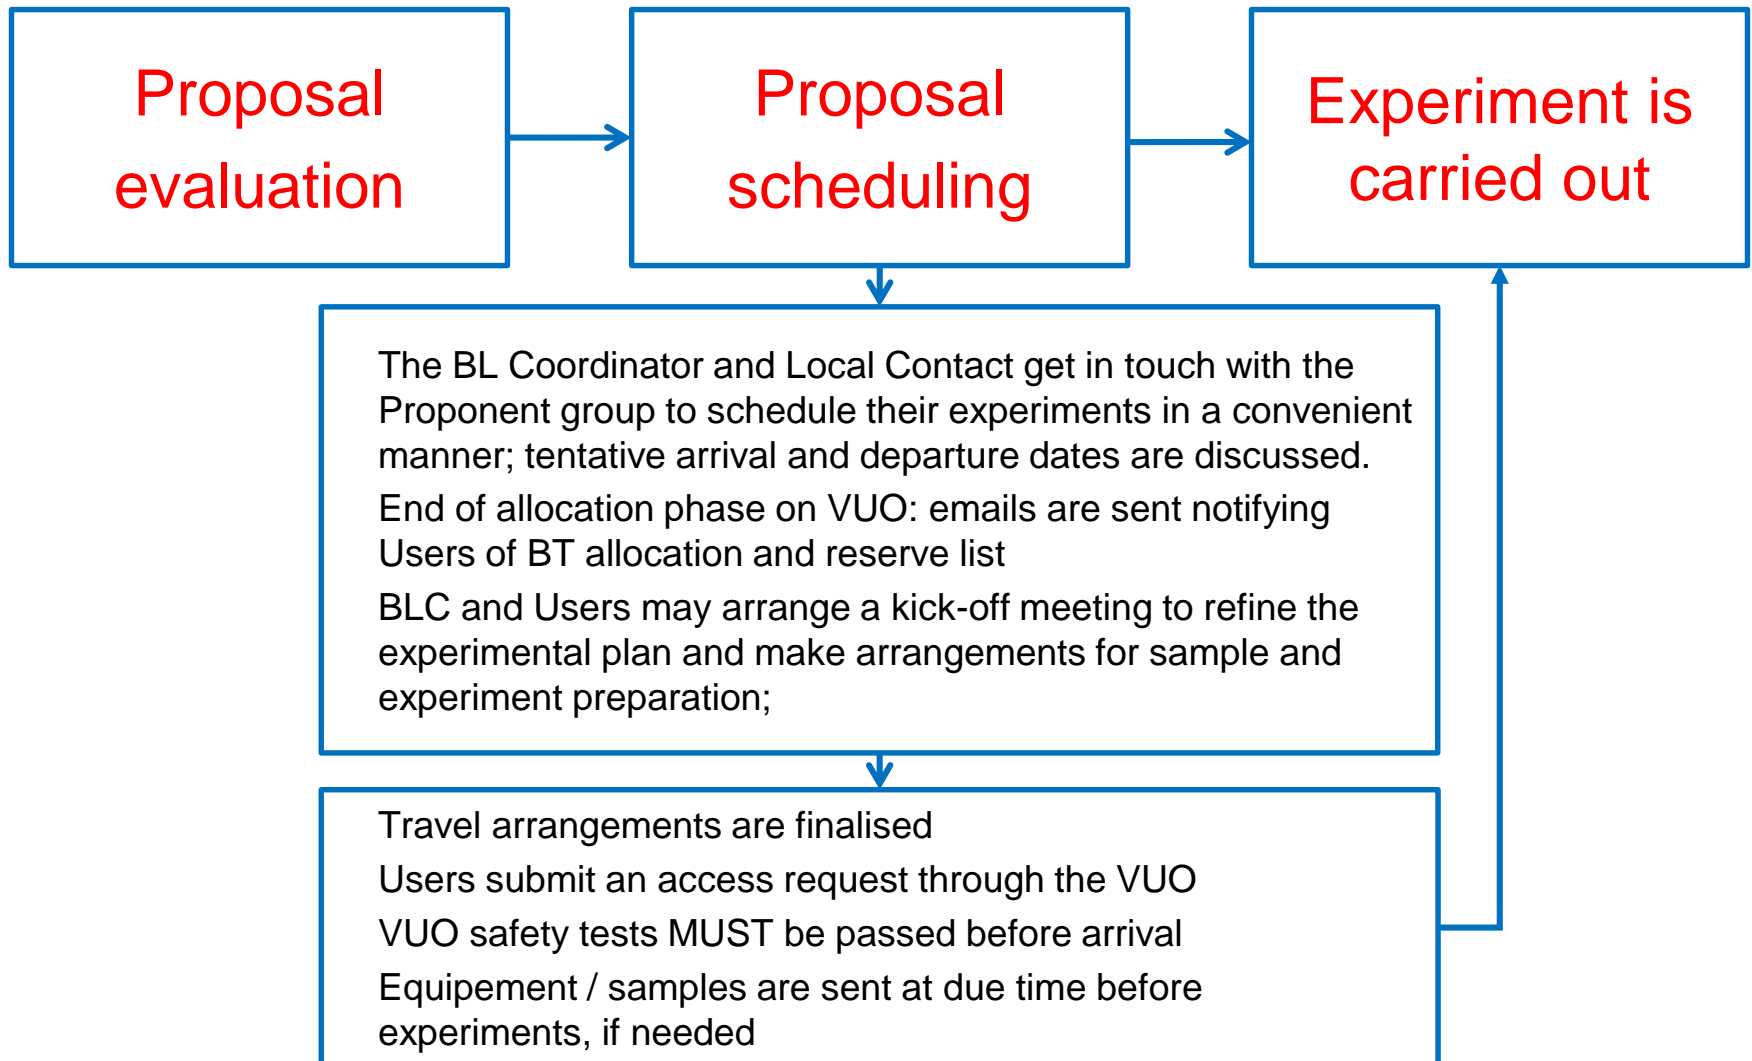 Proposal
evaluation
Proposal
scheduling
Experiment is
carried out
The BL Coordinator and Local Contact get in touch with the
Proponent group to schedule their experiments in a convenient
manner; tentative arrival and departure dates are discussed.
End of allocation phase on VUO: emails are sent notifying
Users of BT allocation and reserve list
BLC and Users may arrange a kick-off meeting to refine the
experimental plan and make arrangements for sample and
experiment preparation;
Travel arrangements are finalised
Users submit an access request through the VUO
VUO safety tests MUST be passed before arrival
Equipement / samples are sent at due time before
experiments, if needed